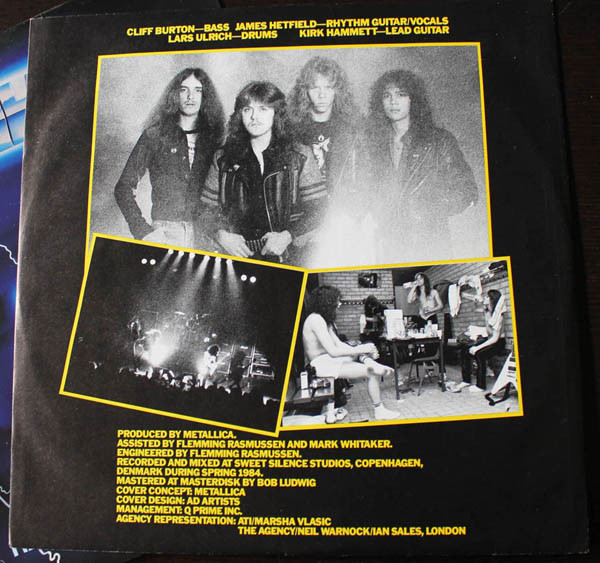 CLIFF BURTON—BASS JAMES HETFIELD—RHYTHM GUITAR/VOCALS
LARS ULRICH—DRUMS KIRK HAMMETT—LEAD GUITAR
PRODUCED BY METALLICA.
ASSISTED BY FLEMMING RASMUSSEN AND MARK WHITAKER.
ENGINEERED BY FLEMMING RASMUSSEN.
RECORDED AND MIXED AT SWEET SILENCE STUDIOS, COPENHAGEN,
DENMARK DURING SPRING 1984.
MASTERED AT MASTERDISK BY BOB LUDWIG
COVER CONCEPT: METALLICA
COVER DESIGN: AD ARTISTS
MANAGEMENT: Q PRIME INC.
AGENCY REPRESENTATION: ATI/MARSHA VLASIC
THE AGENCY/NEIL WARNOCK/IAN SALES, LONDON